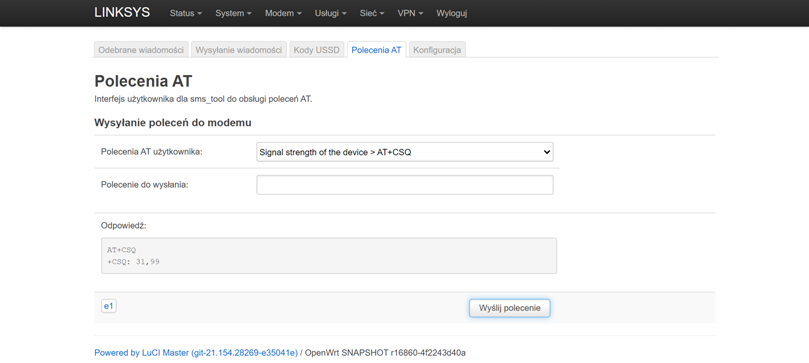 LINKSYS Status System Modem Usługi Sieć VPN Wyloguj
Odebrane wiadomości Wysyłanie wiadomości Kody USSD Polecenia AT Konfiguracja
Polecenia AT
Interfejs użytkownika dla sms_tool do obsługi poleceń AT.
Wysyłanie poleceń do modemu
Polecenia AT użytkownika: Signal strength of the device > AT+CSQ
Polecenie do wysłania:
Odpowiedź:
AT+CSQ
+CSQ: 31,99
e1 Wyślij polecenie
Powered by LuCI Master (git-21.154.28269-e35041e) / OpenWrt SNAPSHOT r16860-4f2243d40a